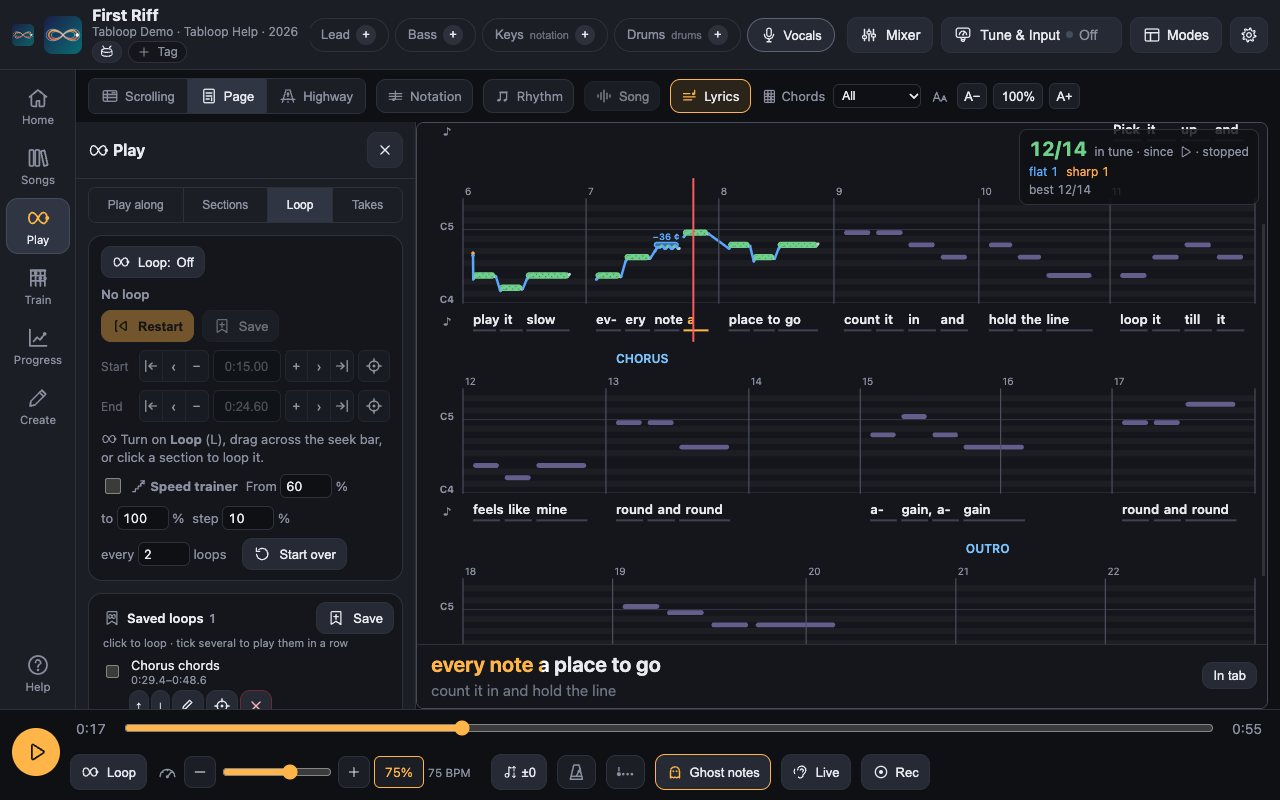 First Riff
Tabloop Demo · Tabloop Help · 2026
+ Tag
Lead +
Bass +
Keys notation +
Drums drums +
Vocals
Mixer
Tune & Input Off
Modes
Home
Songs
Play
Train
Progress
Create
Help
Scrolling
Page
Highway
Notation
Rhythm
Song
Lyrics
Chords
All
AA
A−
100%
A+
Play
Play along
Sections
Loop
Takes
Loop: Off
No loop
Restart
Save
Start
0:15.00
End
0:24.60
Turn on Loop (L), drag across the seek bar,
or click a section to loop it.
Speed trainer From 60 %
to 100 % step 10 %
every 2 loops
Start over
Saved loops 1
Save
click to loop · tick several to play them in a row
Chorus chords
0:29.4–0:48.6
Pick it up and
12/14 in tune · since ▷ · stopped
flat 1 sharp 1
best 12/14
6 7 8 9 10 11
C5
−36 ¢
C4
play it slow ev- ery note a place to go count it in and hold the line loop it till it
CHORUS
12 13 14 15 16 17
C5
C4
feels like mine round and round a- gain, a- gain round and round
OUTRO
18 19 20 21 22
C5
every note a place to go
count it in and hold the line
In tab
0:17
0:55
Loop
75%
75 BPM
±0
Ghost notes
Live
Rec